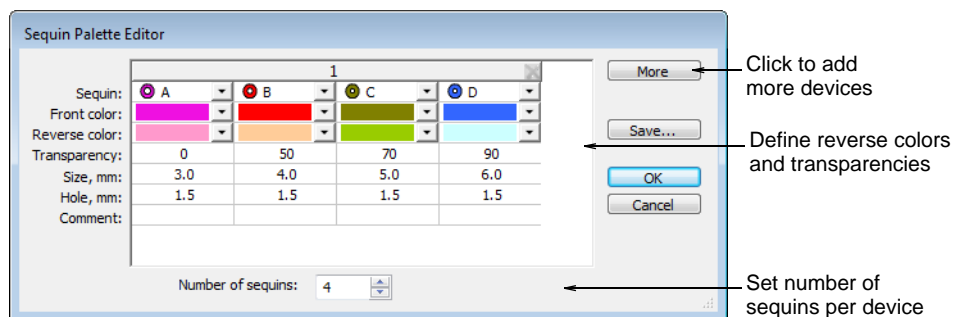 Sequin Palette Editor
1
More
Click to add
more devices
Sequin: A B C D
Front color:
Reverse color:
Save...
Define reverse colors
and transparencies
Transparency: 0 50 70 90
Size, mm: 3.0 4.0 5.0 6.0
OK
Hole, mm: 1.5 1.5 1.5 1.5
Cancel
Comment:
Number of sequins: 4
Set number of
sequins per device